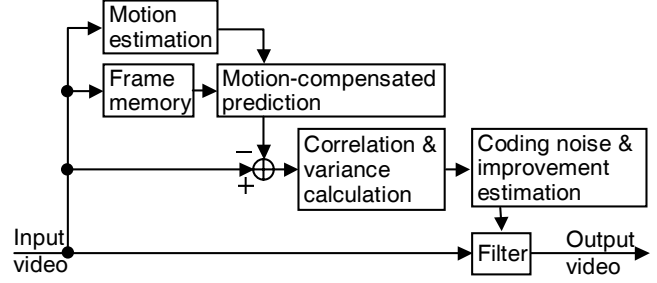 Motion
estimation
Frame
memory
Motion-compensated
prediction
−
+
Correlation &
variance
calculation
Coding noise &
improvement
estimation
Input
video
Filter
Output
video